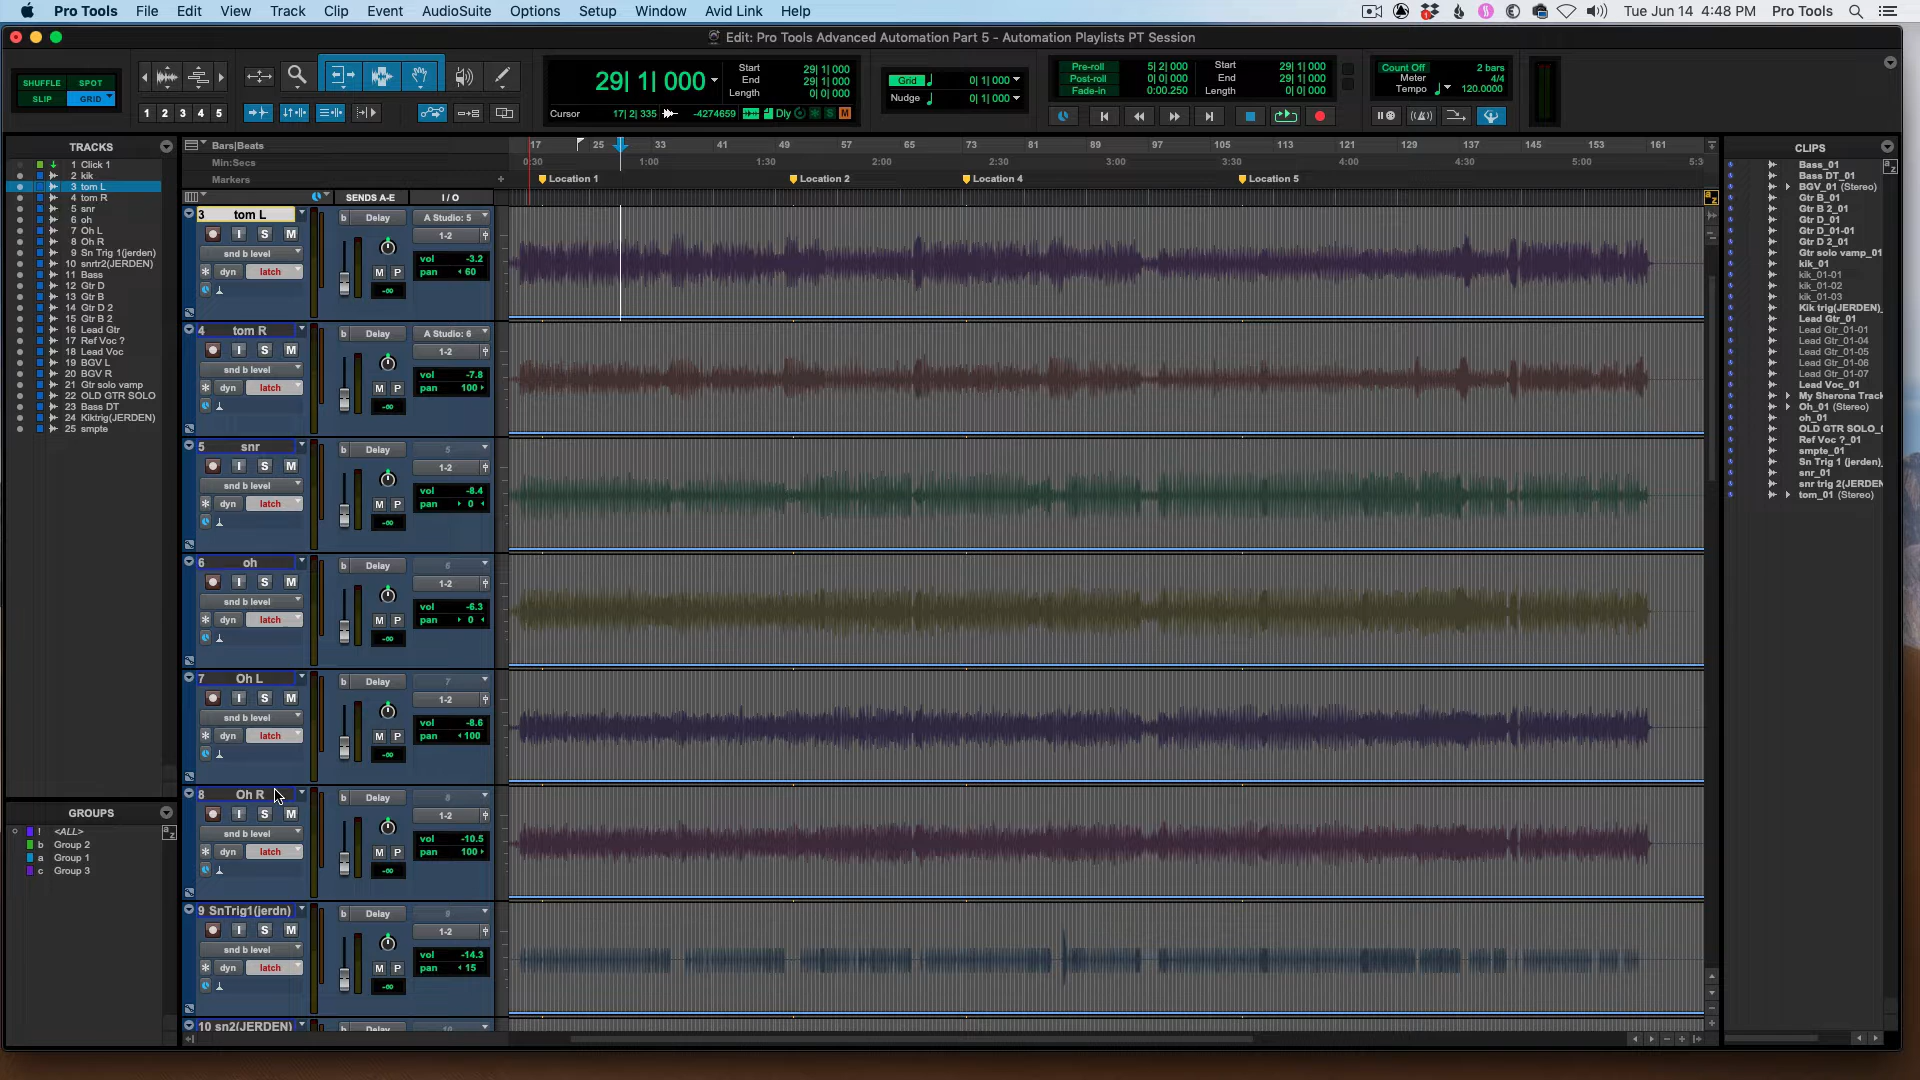 Pro Tools File Edit View Track Clip Event AudioSuite Options Setup Window Avid Link Help Tue Jun 14 4:48 PM Pro Tools
Edit: Pro Tools Advanced Automation Part 5 - Automation Playlists PT Session
SHUFFLE SPOT
SLIP GRID
1 2 3 4 5
29| 1| 000
Start 29| 1| 000
End 29| 1| 000
Length 0| 0| 000
Cursor 17| 2| 335 -4274659 Dly S M
Grid 0| 1| 000
Nudge 0| 1| 000
Pre-roll 5| 2| 000
Post-roll 0| 0| 000
Fade-in 0:00.250
Start 29| 1| 000
End 29| 1| 000
Length 0| 0| 000
Count Off 2 bars
Meter 4/4
Tempo 120.0000
TRACKS
1 Click 1
2 kik
3 tom L
4 tom R
5 snr
6 oh
7 Oh L
8 Oh R
9 Sn Trig 1(jerden)
10 snrtr2(JERDEN)
11 Bass
12 Gtr D
13 Gtr B
14 Gtr D 2
15 Gtr B 2
16 Lead Gtr
17 Ref Voc ?
18 Lead Voc
19 BGV L
20 BGV R
21 Gtr solo vamp
22 OLD GTR SOLO
23 Bass DT
24 Kiktrig(JERDEN)
25 smpte
GROUPS
! <ALL>
b Group 2
a Group 1
c Group 3
Bars|Beats 17 25 33 41 49 57 65 73 81 89 97 105 113 121 129 137 145 153 161
Min:Secs 0:30 1:00 1:30 2:00 2:30 3:00 3:30 4:00 4:30 5:00 5:3
Markers Location 1 Location 2 Location 4 Location 5
SENDS A-E I / O
3 tom L b Delay A Studio: 5
I S M 1-2
snd b level vol -3.2
dyn latch M P pan 60
-∞
4 tom R b Delay A Studio: 6
I S M 1-2
snd b level vol -7.8
dyn latch M P pan 100
-∞
5 snr b Delay 5
I S M 1-2
snd b level vol -8.4
dyn latch M P pan 0
-∞
6 oh b Delay 6
I S M 1-2
snd b level vol -6.3
dyn latch M P pan 0
-∞
7 Oh L b Delay 7
I S M 1-2
snd b level vol -8.6
dyn latch M P pan 100
-∞
8 Oh R b Delay 8
I S M 1-2
snd b level vol -10.5
dyn latch M P pan 100
-∞
9 SnTrig1(jerdn) b Delay 9
I S M 1-2
snd b level vol -14.3
dyn latch M P pan 15
-∞
10 sn2(JERDEN) b Delay 10
CLIPS
Bass_01
Bass DT_01
BGV_01 (Stereo)
Gtr B_01
Gtr B 2_01
Gtr D_01
Gtr D_01-01
Gtr D 2_01
Gtr solo vamp_01
kik_01
kik_01-01
kik_01-02
kik_01-03
Kik trig(JERDEN)_
Lead Gtr_01
Lead Gtr_01-01
Lead Gtr_01-04
Lead Gtr_01-05
Lead Gtr_01-06
Lead Gtr_01-07
Lead Voc_01
My Sherona Track
Oh_01 (Stereo)
oh_01
OLD GTR SOLO_
Ref Voc ?_01
smpte_01
Sn Trig 1 (jerden)_
snr_01
snr trig 2(JERDEN
tom_01 (Stereo)